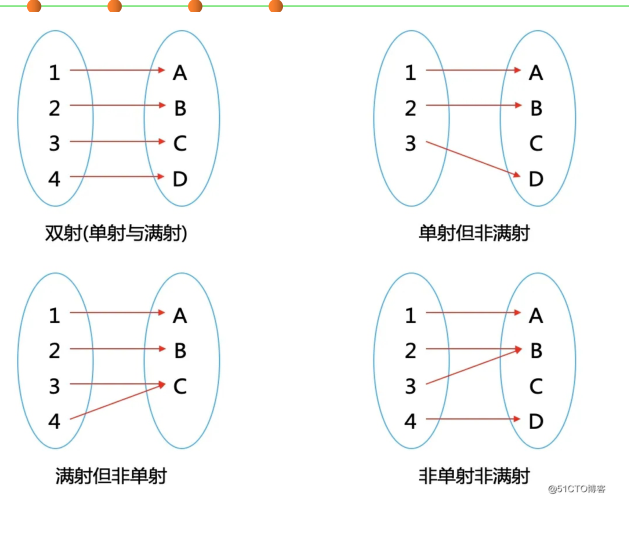 1 A 1 A
2 B 2 B
3 C 3 C
4 D D
双射(单射与满射) 单射但非满射
1 A 1 A
2 B 2 B
3 C 3 C
4 4 D
满射但非单射 非单射非满射
@51CTO博客